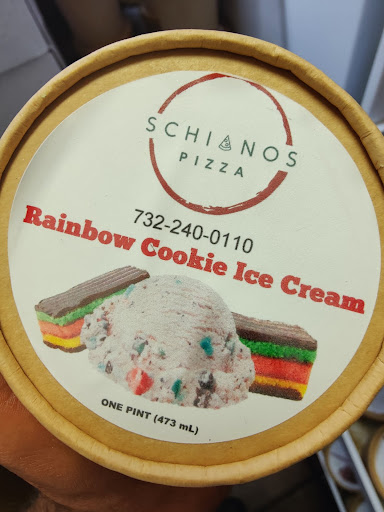 SCHIANOS
PIZZA
732-240-0110
Rainbow Cookie Ice Cream
ONE PINT (473 mL)